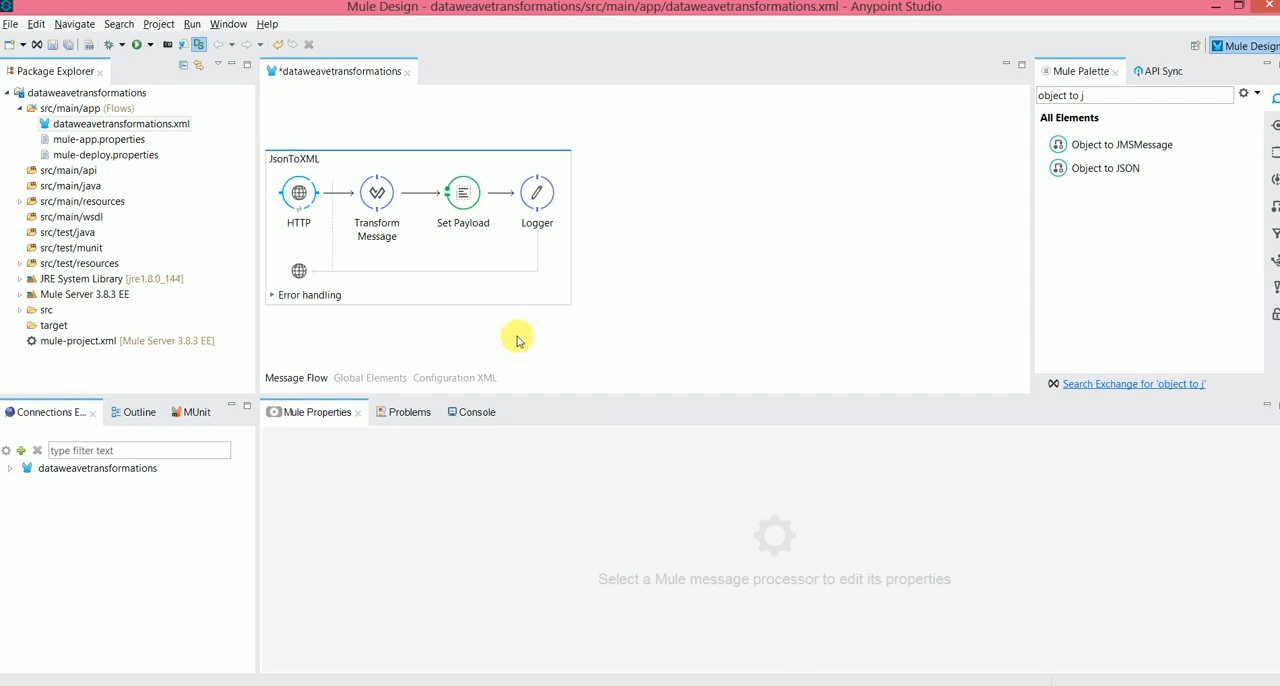 Mule Design - dataweavetransformations/src/main/app/dataweavetransformations.xml - Anypoint Studio
File Edit Navigate Search Project Run Window Help
Mule Design
Package Explorer
dataweavetransformations
src/main/app (Flows)
dataweavetransformations.xml
mule-app.properties
mule-deploy.properties
src/main/api
src/main/java
src/main/resources
src/main/wsdl
src/test/java
src/test/munit
src/test/resources
JRE System Library [jre1.8.0_144]
Mule Server 3.8.3 EE
src
target
mule-project.xml [Mule Server 3.8.3 EE]
*dataweavetransformations
JsonToXML
HTTP
Transform
Message
Set Payload
Logger
Error handling
Message Flow Global Elements Configuration XML
Mule Palette API Sync
object to j
All Elements
Object to JMSMessage
Object to JSON
Search Exchange for 'object to j'
Connections E... Outline MUnit
type filter text
dataweavetransformations
Mule Properties Problems Console
Select a Mule message processor to edit its properties